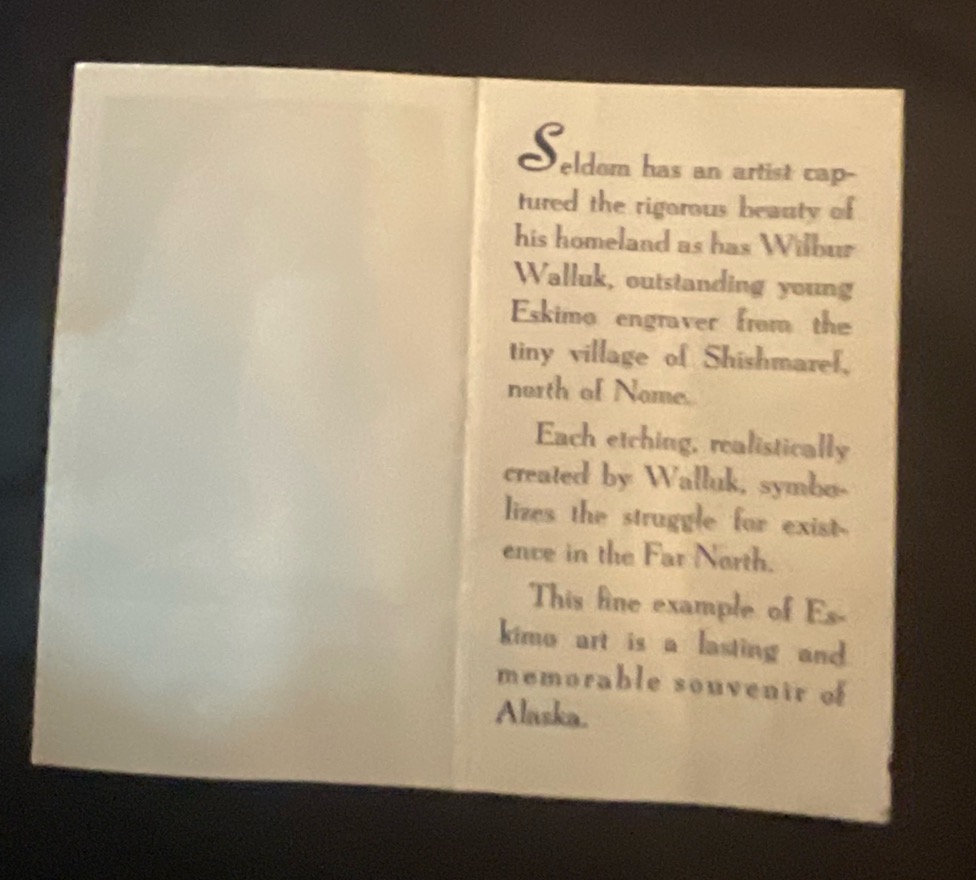 Seldom has an artist cap-
tured the rigorous beauty of
his homeland as has Wilbur
Walluk, outstanding young
Eskimo engraver from the
tiny village of Shishmaref,
north of Nome.
Each etching, realistically
created by Walluk, symbo-
lizes the struggle for exist-
ence in the Far North.
This fine example of Es-
kimo art is a lasting and
memorable souvenir of
Alaska.